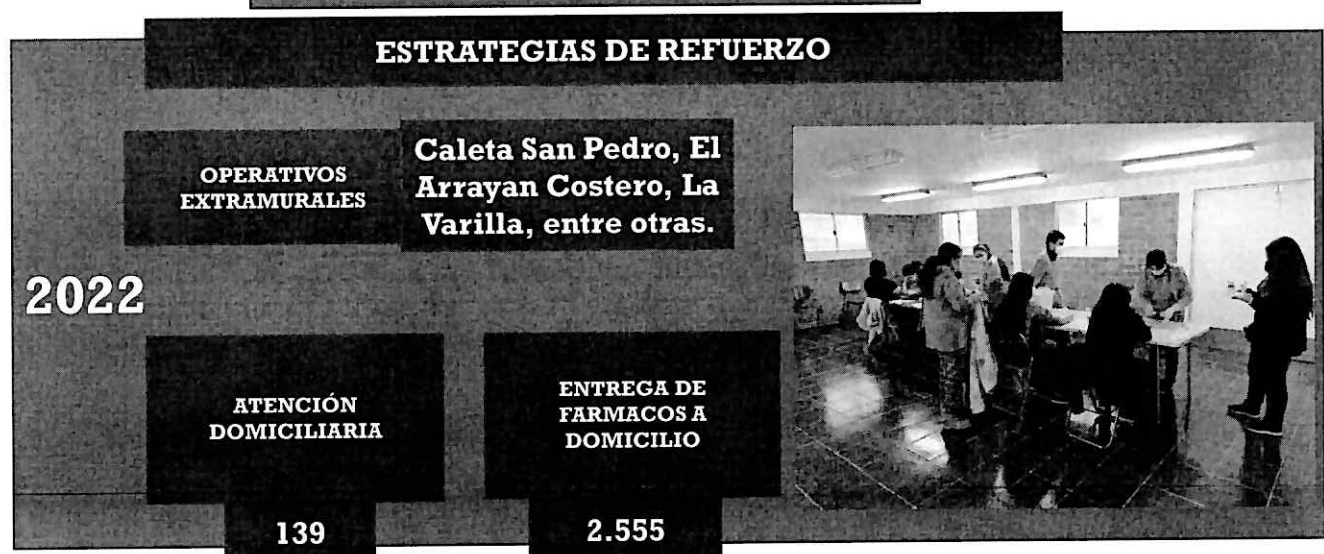 ESTRATEGIAS DE REFUERZO
OPERATIVOS
EXTRAMURALES
Caleta San Pedro, El
Arrayan Costero, La
Varilla, entre otras.
2022
ATENCIÓN
DOMICILIARIA
ENTREGA DE
FARMACOS A
DOMICILIO
139
2.555